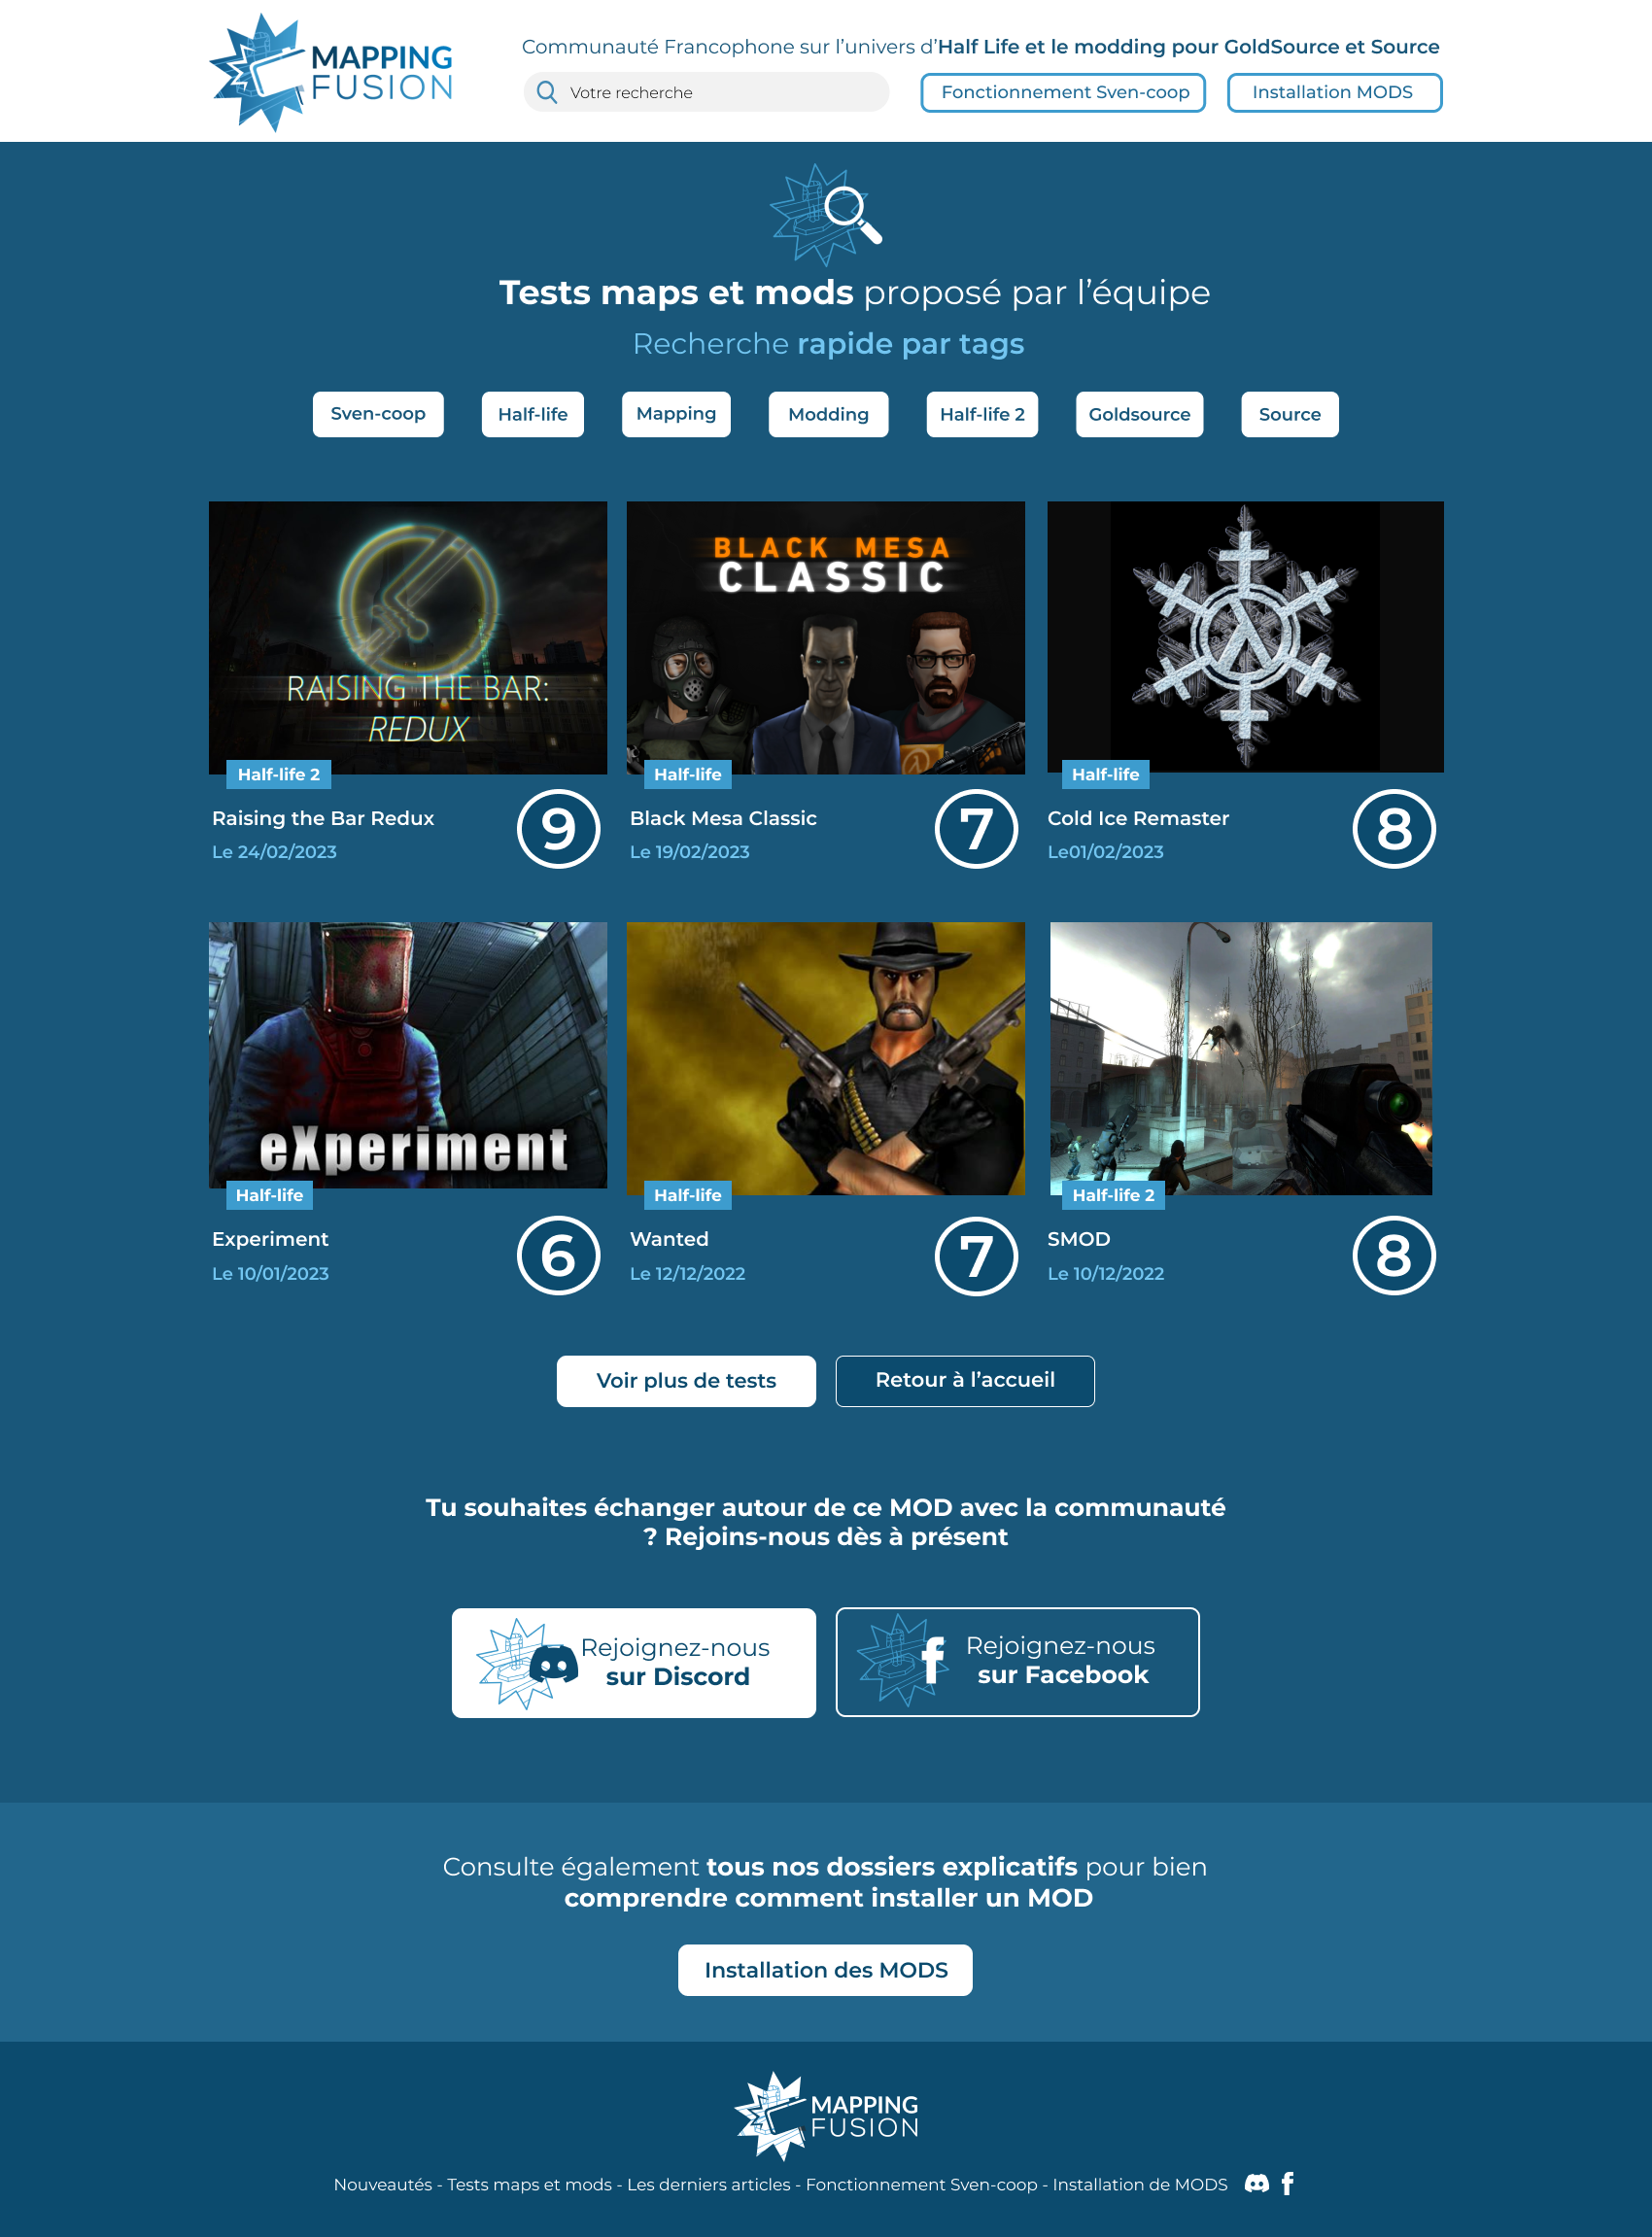 MAPPING
FUSION
Communauté Francophone sur l’univers d’Half Life et le modding pour GoldSource et Source
Votre recherche
Fonctionnement Sven-coop
Installation MODS
Tests maps et mods proposé par l’équipe
Recherche rapide par tags
Sven-coop
Half-life
Mapping
Modding
Half-life 2
Goldsource
Source
RAISING THE BAR:
REDUX
BLACK MESA
CLASSIC
Half-life 2
Half-life
Half-life
Raising the Bar Redux
Le 24/02/2023
9
Black Mesa Classic
Le 19/02/2023
7
Cold Ice Remaster
Le01/02/2023
8
eXperiment
Half-life
Half-life
Half-life 2
Experiment
Le 10/01/2023
6
Wanted
Le 12/12/2022
7
SMOD
Le 10/12/2022
8
Voir plus de tests
Retour à l’accueil
Tu souhaites échanger autour de ce MOD avec la communauté
? Rejoins-nous dès à présent
Rejoignez-nous
sur Discord
Rejoignez-nous
sur Facebook
Consulte également tous nos dossiers explicatifs pour bien
comprendre comment installer un MOD
Installation des MODS
MAPPING
FUSION
Nouveautés - Tests maps et mods - Les derniers articles - Fonctionnement Sven-coop - Installation de MODS